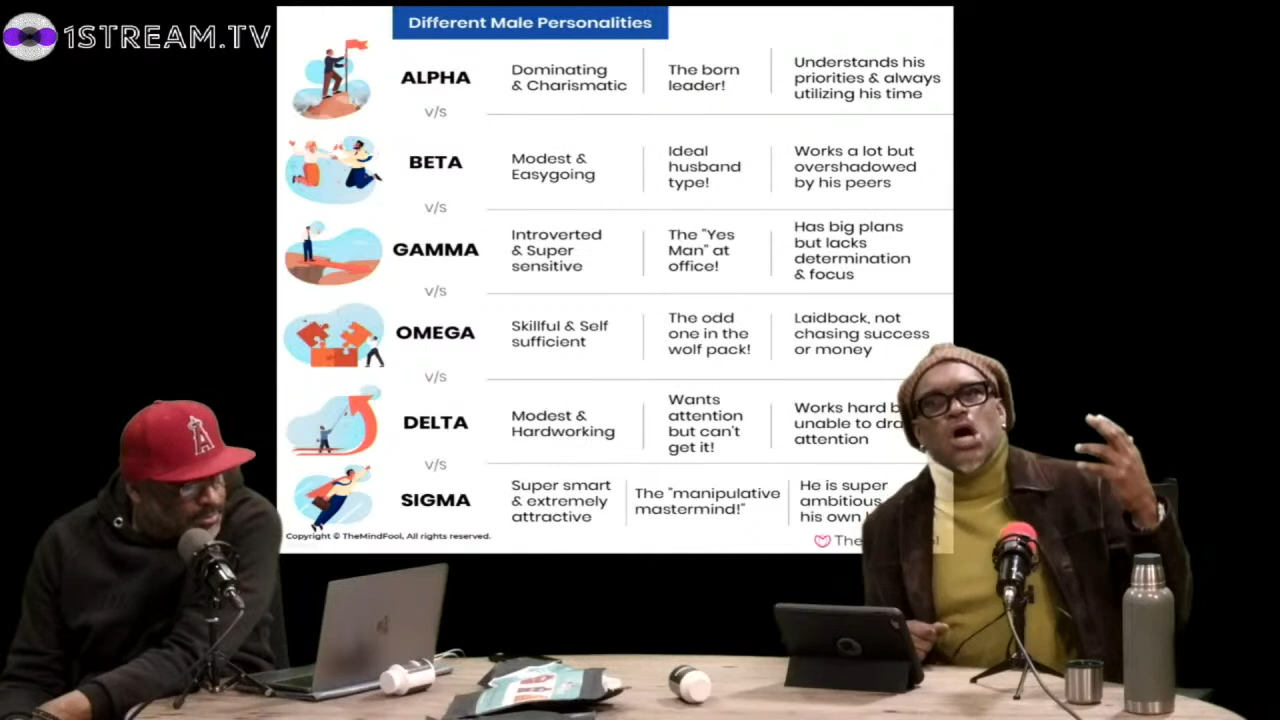 1STREAM.TV
Different Male Personalities
ALPHA
Dominating
& Charismatic
The born
leader!
Understands his
priorities & always
utilizing his time
v/s
BETA
Modest &
Easygoing
Ideal
husband
type!
Works a lot but
overshadowed
by his peers
v/s
GAMMA
Introverted
& Super
sensitive
The "Yes
Man" at
office!
Has big plans
but lacks
determination
& focus
v/s
OMEGA
Skillful & Self
sufficient
The odd
one in the
wolf pack!
Laidback, not
chasing success
or money
v/s
DELTA
Modest &
Hardworking
Wants
attention
but can't
get it!
Works hard
unable to
attention
v/s
SIGMA
Super smart
& extremely
attractive
The "manipulative
mastermind!"
He is super
ambitious
his own
Copyright © TheMindFool, All rights reserved.
A